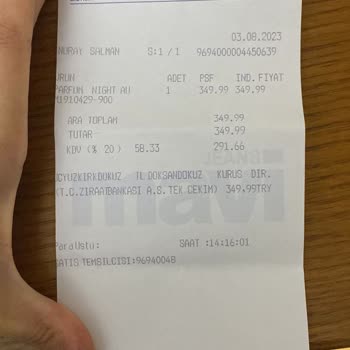 03.08.2023
NURAY SALMAN S:1 / 1 9694000004450639
URUN ADET PSF IND.FIYAT
PARFUM NIGHT AU 1 349.99 349.99
M1910429-900
ARA TOPLAM 349.99
TUTAR 349.99
KDV (% 20) 58.33 291.66
UCYUZKIRKDOKUZ TL DOKSANDOKUZ KURUS DIR.
(T.C.ZIRAATBANKASI A.S.TEK CEKIM) 349.99TRY
JEANS
mavi
ParaUstu: SAAT :14:16:01
SATIS TEMSILCISI:96940048